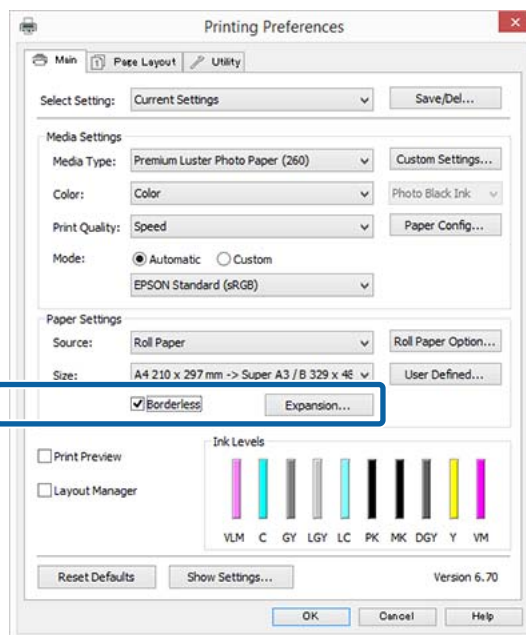 Printing Preferences
Main Page Layout Utility
Select Setting: Current Settings Save/Del...
Media Settings
Media Type: Premium Luster Photo Paper (260) Custom Settings...
Color: Color Photo Black Ink
Print Quality: Speed Paper Config...
Mode: Automatic Custom
EPSON Standard (sRGB)
Paper Settings
Source: Roll Paper Roll Paper Option...
Size: A4 210 x 297 mm -> Super A3 / B 329 x 48 User Defined...
Borderless Expansion...
Print Preview
Layout Manager
Ink Levels
VLM C GY LGY LC PK MK DGY Y VM
Reset Defaults Show Settings... Version 6.70
OK Cancel Help